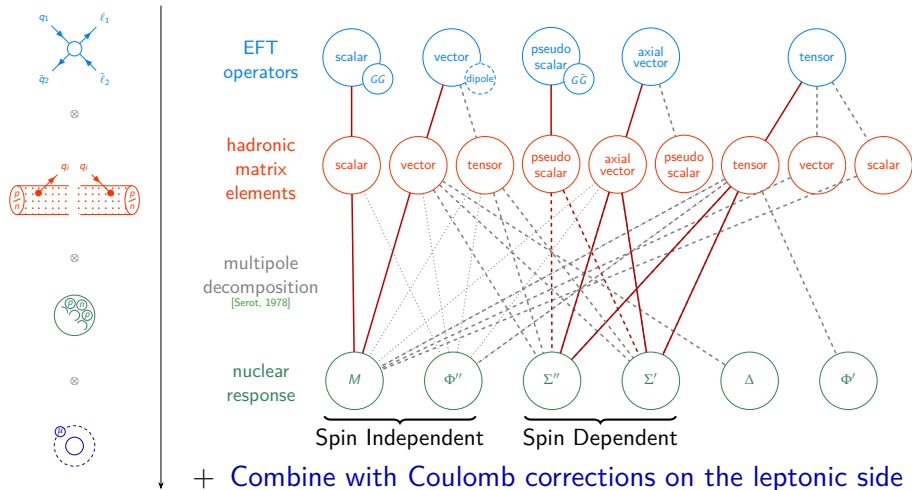 q₁ ℓ₁
q̄₂ ℓ̄₂
⊗
qᵢ qᵢ
p n p n
⊗
p n p
⊗
μ
EFT
operators
scalar
GG
vector
dipole
pseudo
scalar
GG̃
axial
vector
tensor
hadronic
matrix
elements
scalar
vector
tensor
pseudo
scalar
axial
vector
pseudo
scalar
tensor
vector
scalar
multipole
decomposition
[Serot, 1978]
nuclear
response
M
Φ′′
Σ′′
Σ′
Δ
Φ′
Spin Independent
Spin Dependent
+ Combine with Coulomb corrections on the leptonic side